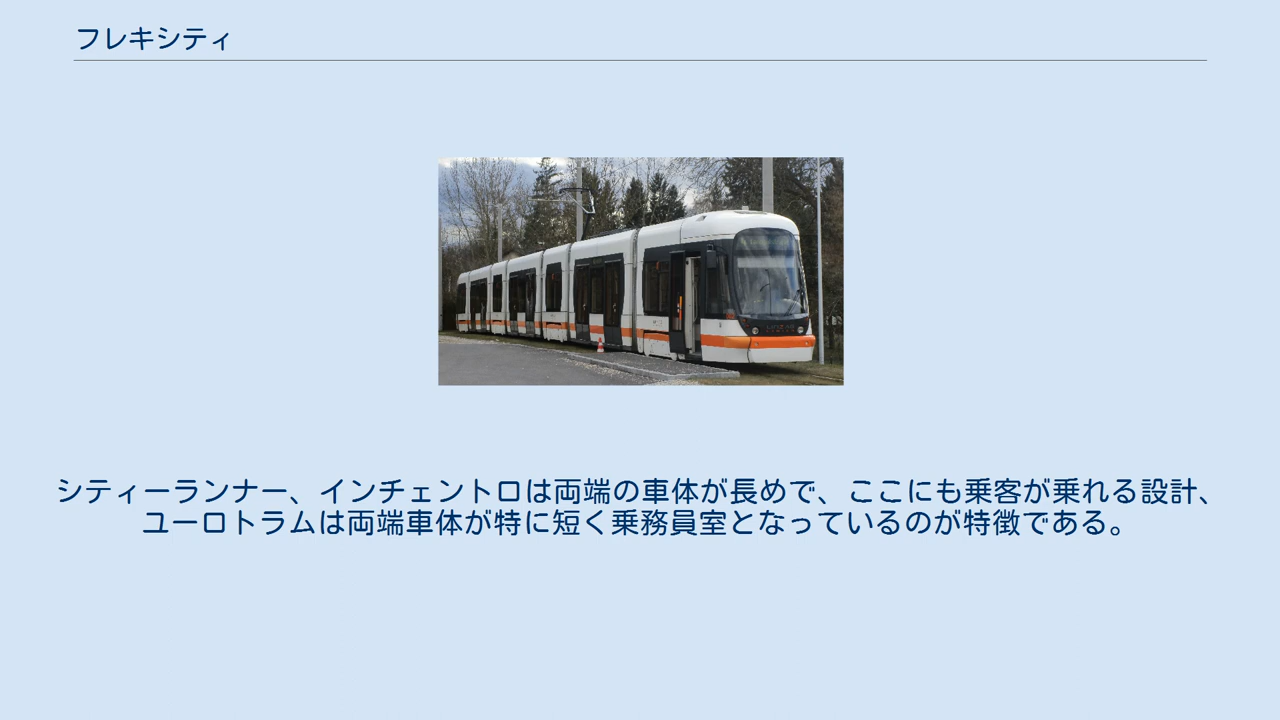 フレキシティ
シティーランナー、インチェントロは両端の車体が長めで、ここにも乗客が乗れる設計、
ユーロトラムは両端車体が特に短く乗務員室となっているのが特徴である。